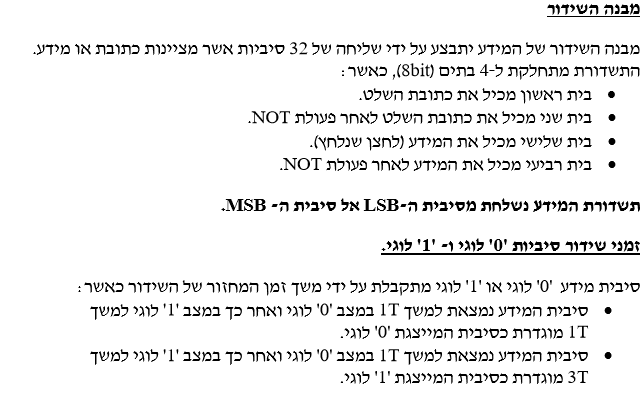 מבנה השידור
מבנה השידור של המידע יתבצע על ידי שליחה של 32 סיביות אשר מציינות כתובת או מידע.
התשדורת מתחלקת ל-4 בתים (8bit), כאשר:
• בית ראשון מכיל את כתובת השלט.
• בית שני מכיל את כתובת השלט לאחר פעולת NOT.
• בית שלישי מכיל את המידע (לחצן שנלחץ).
• בית רביעי מכיל את המידע לאחר פעולת NOT.
תשדורת המידע נשלחת מסיבית ה-LSB אל סיבית ה- MSB.
זמני שידור סיביות '0' לוגי ו- '1' לוגי.
סיבית מידע '0' לוגי או '1' לוגי מתקבלת על ידי משך זמן המחזור של השידור כאשר:
• סיבית המידע נמצאת למשך 1T במצב '0' לוגי ואחר כך במצב '1' לוגי למשך
1T מוגדרת כסיבית המייצגת '0' לוגי.
• סיבית המידע נמצאת למשך 1T במצב '0' לוגי ואחר כך במצב '1' לוגי למשך
3T מוגדרת כסיבית המייצגת '1' לוגי.